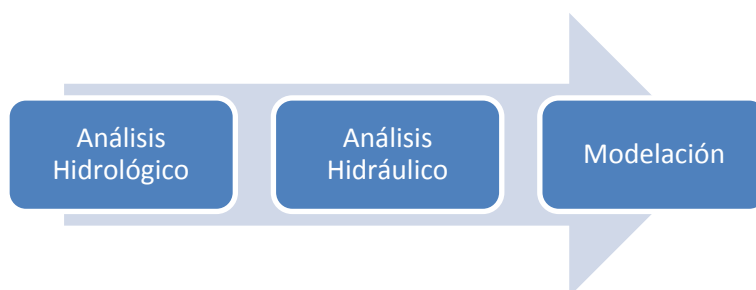 Análisis
Hidrológico
Análisis
Hidráulico
Modelación